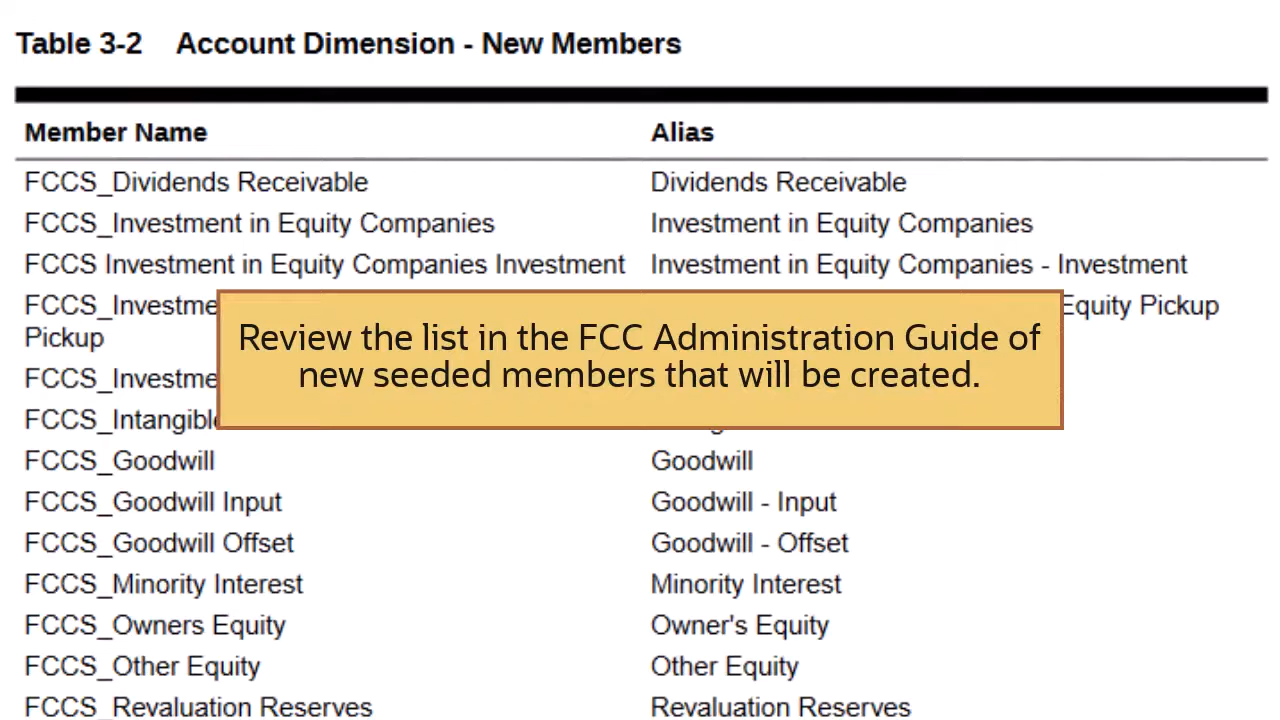 Table 3-2 Account Dimension - New Members
Member Name Alias
FCCS_Dividends Receivable Dividends Receivable
FCCS_Investment in Equity Companies Investment in Equity Companies
FCCS Investment in Equity Companies Investment Investment in Equity Companies - Investment
FCCS_ Equity Pickup
Pickup
Review the list in the FCC Administration Guide of
new seeded members that will be created.
FCCS_Goodwill Goodwill
FCCS_Goodwill Input Goodwill - Input
FCCS_Goodwill Offset Goodwill - Offset
FCCS_Minority Interest Minority Interest
FCCS_Owners Equity Owner's Equity
FCCS_Other Equity Other Equity
FCCS_Revaluation Reserves Revaluation Reserves